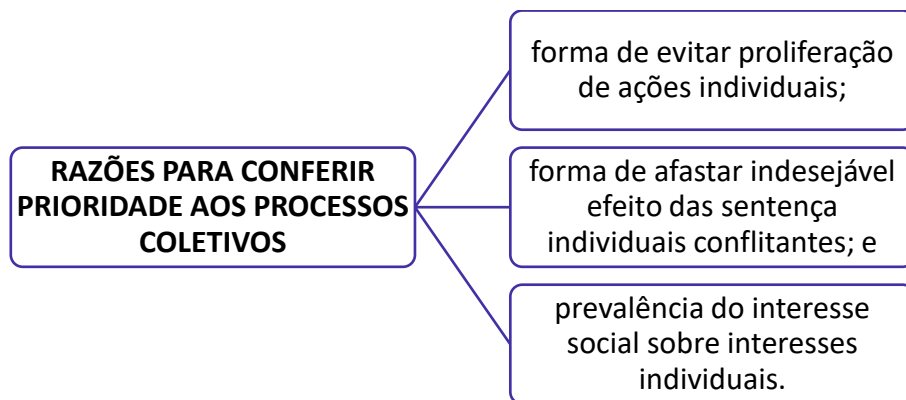 RAZÕES PARA CONFERIR
PRIORIDADE AOS PROCESSOS
COLETIVOS
forma de evitar proliferação
de ações individuais;
forma de afastar indesejável
efeito das sentença
individuais conflitantes; e
prevalência do interesse
social sobre interesses
individuais.